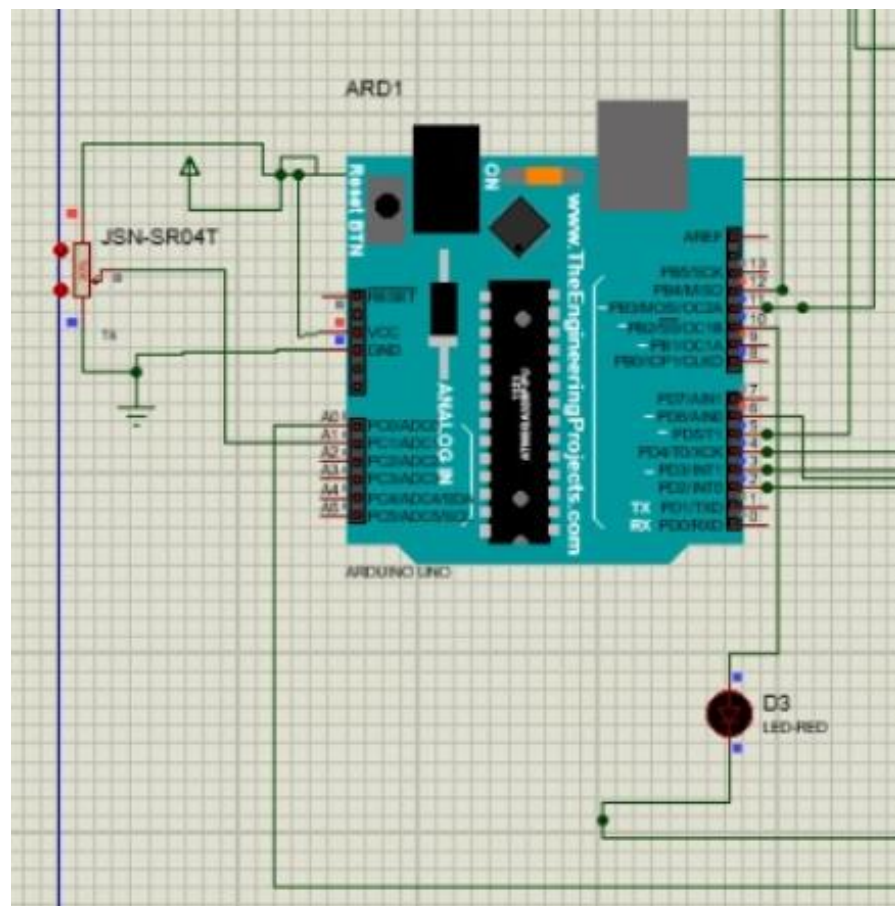 ARD1
JSN-SR04T
Reset BTN
ON
www.TheEngineeringProjects.com
ANALOG IN
RESET
VCC
GND
A0
A1
A2
A3
A4
A5
PC0/ADC0
PC1/ADC1
PC2/ADC2
PC3/ADC3
PC4/ADC4/SDA
PC5/ADC5/SCL
AREF
13
PB5/SCK
12
PB4/MISO
11
PB3/MOSI/OC2A
10
PB2/SS/OC1B
9
PB1/OC1A
8
PB0/ICP1/CLKO
7
PD7/AIN1
6
PD6/AIN0
5
PD5/T1
4
PD4/T0/XCK
3
PD3/INT1
2
PD2/INT0
1
TX PD1/TXD
0
RX PD0/RXD
ARDUINO UNO
D3
LED-RED